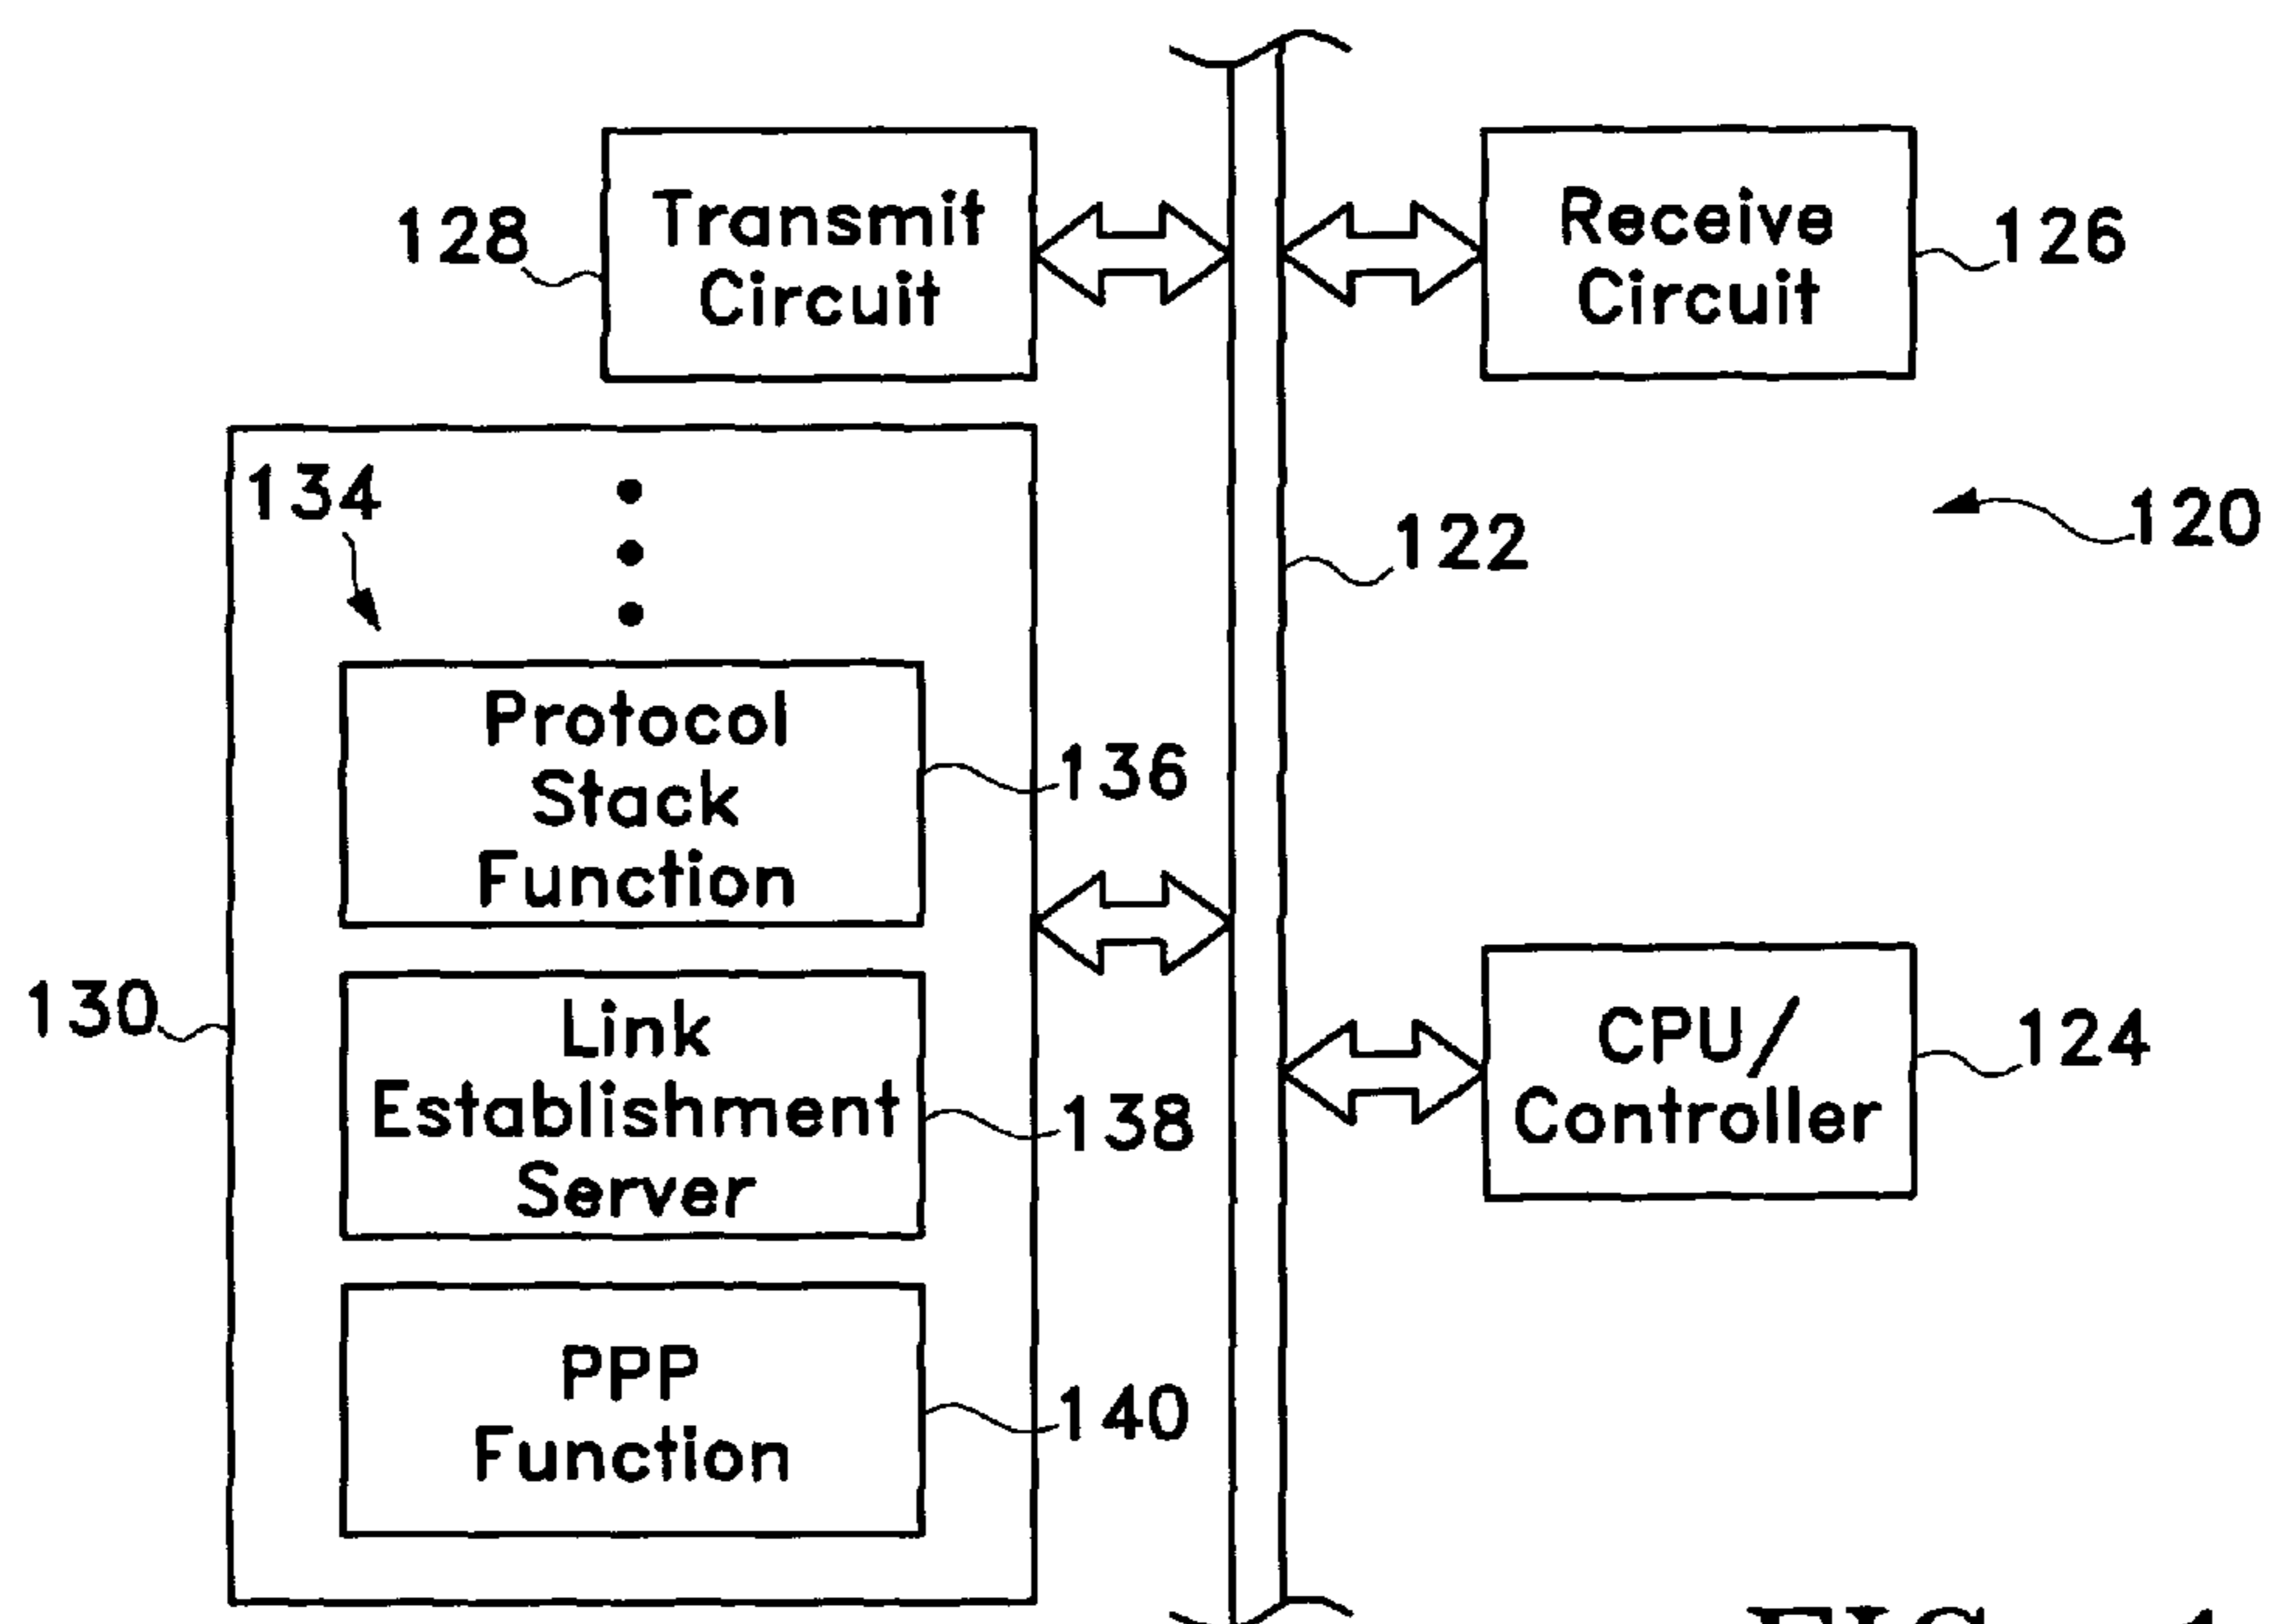 128
Transmit
Circuit
Receive
Circuit
126
134
122
120
Protocol
Stack
Function
136
130
Link
Establishment
Server
138
CPU/
Controller
124
PPP
Function
140